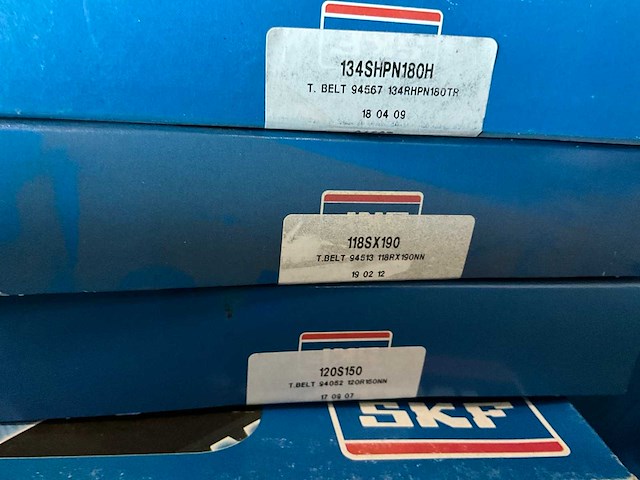 134SHPN180H
T. BELT 94567 134RHPN180TR
18 04 09
118SX190
T.BELT 94513 118RX190NN
19 02 12
120S150
T.BELT 94052 120R150NN
17 09 07
SKF